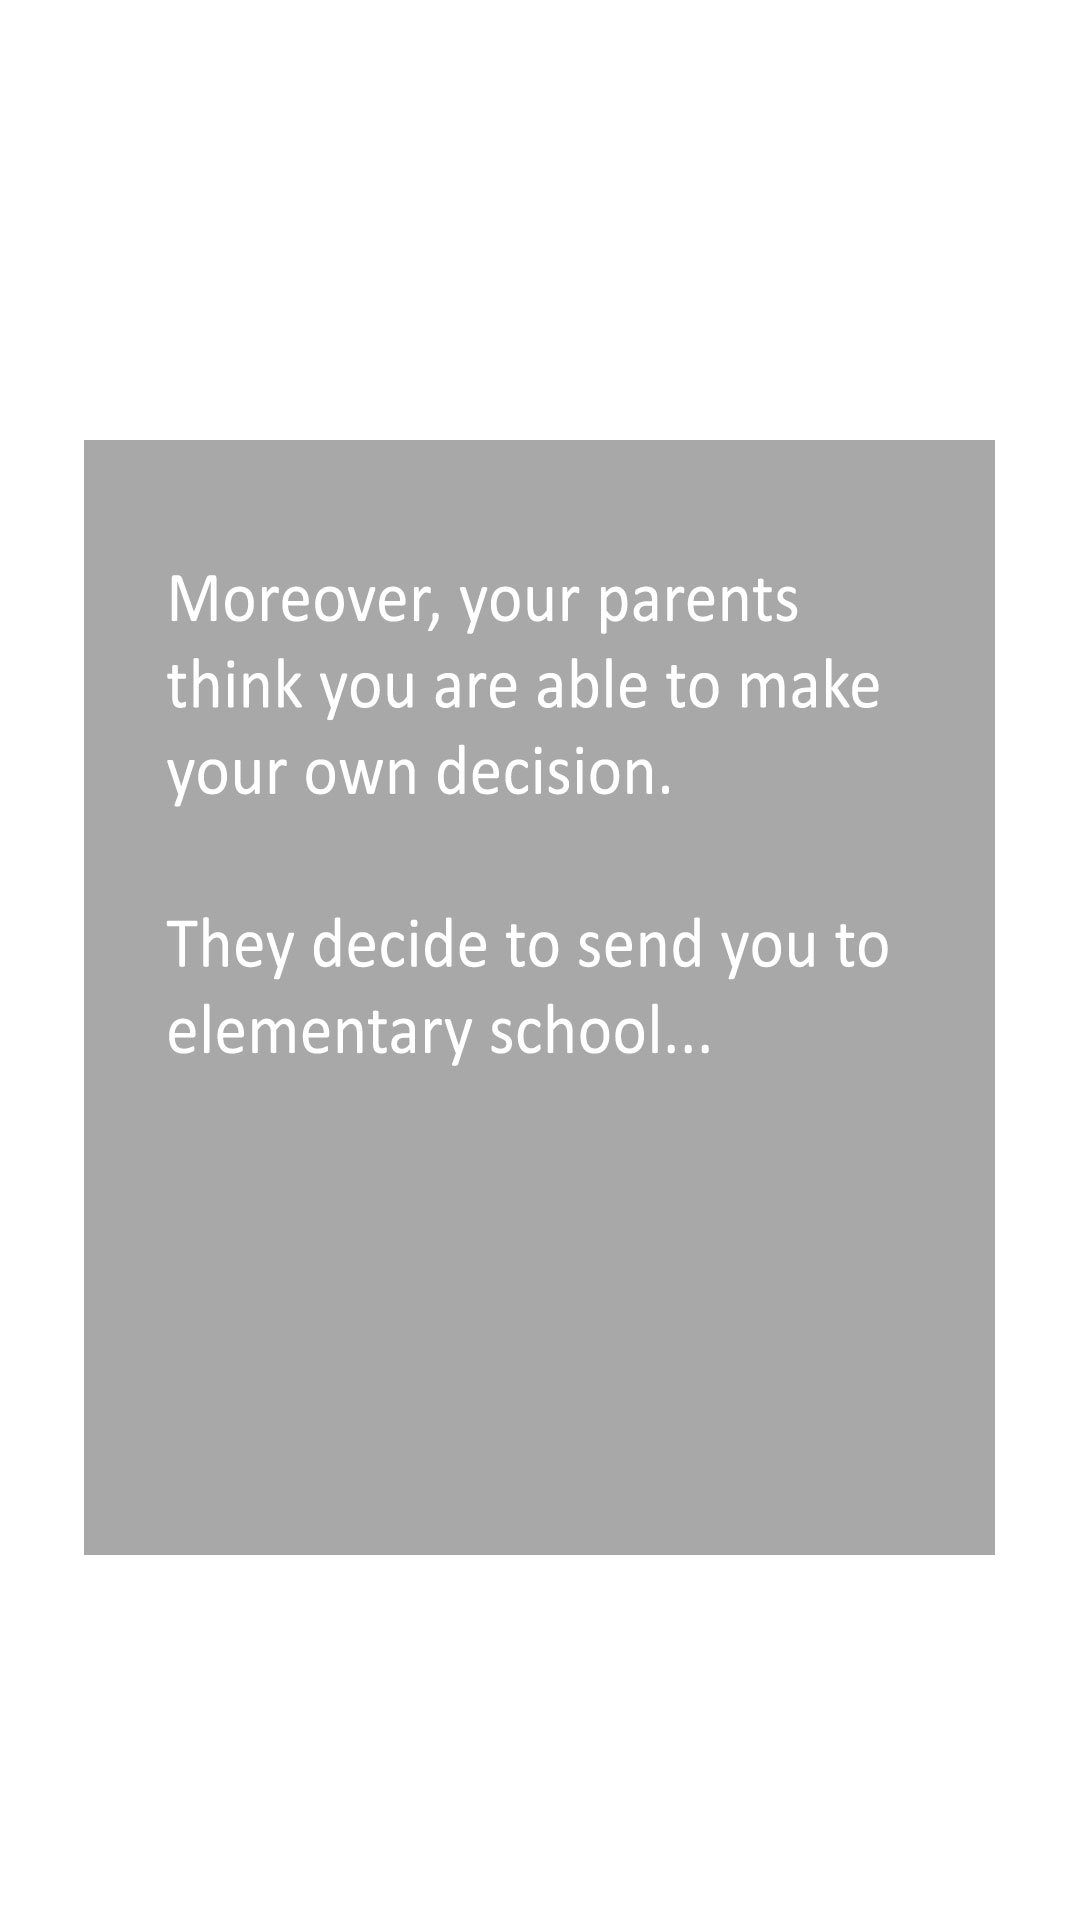 Moreover, your parents
think you are able to make
your own decision.
They decide to send you to
elementary school...